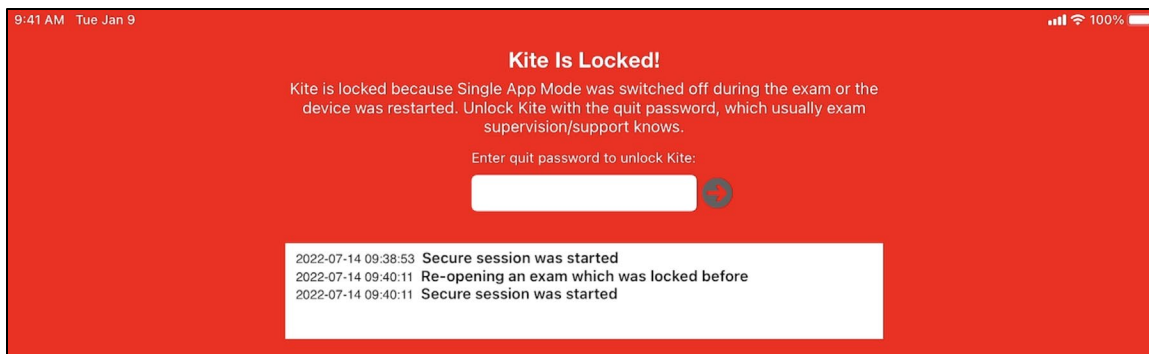 9:41 AM Tue Jan 9
100%
Kite Is Locked!
Kite is locked because Single App Mode was switched off during the exam or the
device was restarted. Unlock Kite with the quit password, which usually exam
supervision/support knows.
Enter quit password to unlock Kite:
2022-07-14 09:38:53 Secure session was started
2022-07-14 09:40:11 Re-opening an exam which was locked before
2022-07-14 09:40:11 Secure session was started